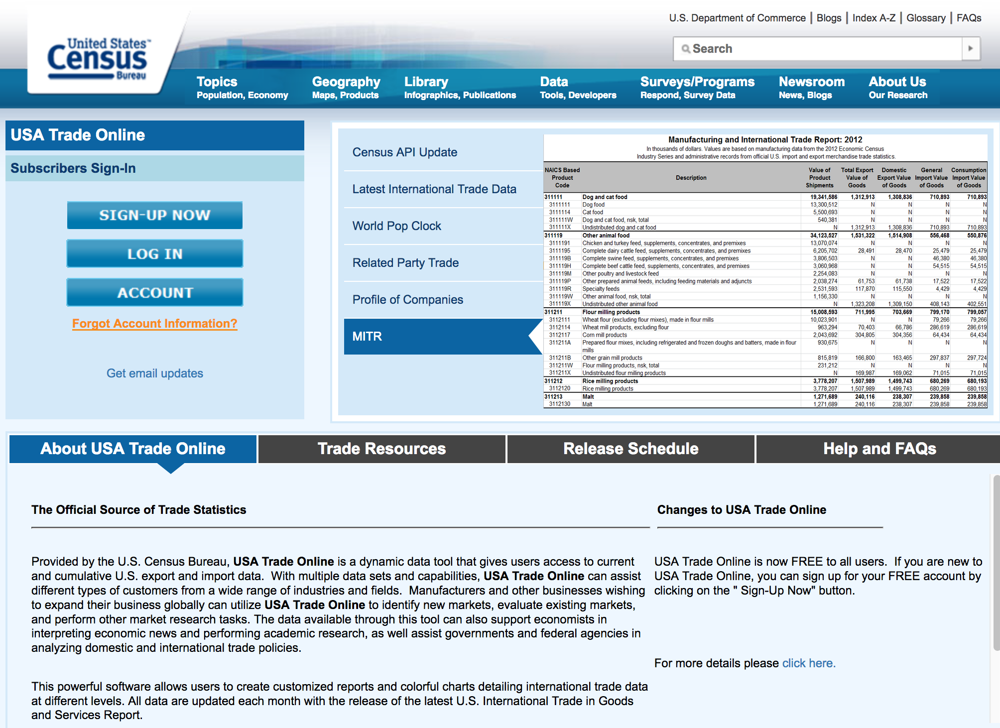 U.S. Department of Commerce | Blogs | Index A-Z | Glossary | FAQs
United States™
Census
Bureau
Search
Topics
Population, Economy
Geography
Maps, Products
Library
Infographics, Publications
Data
Tools, Developers
Surveys/Programs
Respond, Survey Data
Newsroom
News, Blogs
About Us
Our Research
USA Trade Online
Subscribers Sign-In
SIGN-UP NOW
LOG IN
ACCOUNT
Forgot Account Information?
Get email updates
Census API Update
Latest International Trade Data
World Pop Clock
Related Party Trade
Profile of Companies
MITR
Manufacturing and International Trade Report: 2012
In thousands of dollars. Values are based on manufacturing data from the 2012 Economic Census
Industry Series and administrative records from official U.S. import and export merchandise trade statistics.
NAICS Based Value of Total Export Domestic General Consumption
Product Description Product Value of Export Value Import Value Import Value
Code Shipments Goods of Goods of Goods of Goods
311111 Dog and cat food 19,341,586 1,312,913 1,308,836 710,893 710,893
3111111 Dog food 13,300,512 N N N N
3111114 Cat food 5,500,693 N N N N
311111W Dog and cat food, nsk, total 540,381 N N N N
311111X Undistributed dog and cat food N 1,312,913 1,308,836 710,893 710,893
311119 Other animal food 34,123,527 1,531,322 1,514,908 556,468 550,876
3111191 Chicken and turkey feed, supplements, concentrates, and premixes 13,070,074 N N N N
3111195 Complete dairy cattle feed, supplements, concentrates, and premixes 6,205,702 28,491 28,470 25,479 25,479
311119B Complete swine feed, supplements, concentrates, and premixes 3,806,503 N N 46,380 46,380
311119H Complete beef cattle feed, supplements, concentrates, and premixes 3,060,968 N N 54,515 54,515
311119M Other poultry and livestock feed 2,254,083 N N N N
311119P Other prepared animal feeds, including feeding materials and adjuncts 2,038,274 61,753 61,738 17,522 17,522
311119R Specialty feeds 2,531,593 117,870 115,550 4,429 4,429
311119W Other animal food, nsk, total 1,156,330 N N N N
311119X Undistributed other animal food N 1,323,208 1,309,150 408,143 402,551
311211 Flour milling products 15,008,593 711,995 703,669 799,170 799,057
3112111 Wheat flour (excluding flour mixes), made in flour mills 10,023,901 N N 79,266 79,266
3112114 Wheat mill products, excluding flour 963,294 70,403 66,786 286,619 286,619
3112117 Corn mill products 2,043,692 304,805 304,356 64,434 64,434
311211A Prepared flour mixes, including refrigerated and frozen doughs and batters, made in flour 930,675 N N N N
mills
311211B Other grain mill products 815,819 166,800 163,465 297,837 297,724
311211W Flour milling products, nsk, total 231,212 N N N N
311211X Undistributed flour milling products N 169,987 169,062 71,015 71,015
311212 Rice milling products 3,778,207 1,507,989 1,499,743 680,269 680,193
3112120 Rice milling products 3,778,207 1,507,989 1,499,743 680,269 680,193
311213 Malt 1,271,689 240,116 238,307 239,858 239,858
3112130 Malt 1,271,689 240,116 238,307 239,858 239,858
About USA Trade Online
Trade Resources
Release Schedule
Help and FAQs
The Official Source of Trade Statistics
Provided by the U.S. Census Bureau, USA Trade Online is a dynamic data tool that gives users access to current
and cumulative U.S. export and import data.  With multiple data sets and capabilities, USA Trade Online can assist
different types of customers from a wide range of industries and fields.  Manufacturers and other businesses wishing
to expand their business globally can utilize USA Trade Online to identify new markets, evaluate existing markets,
and perform other market research tasks. The data available through this tool can also support economists in
interpreting economic news and performing academic research, as well assist governments and federal agencies in
analyzing domestic and international trade policies.
This powerful software allows users to create customized reports and colorful charts detailing international trade data
at different levels. All data are updated each month with the release of the latest U.S. International Trade in Goods
and Services Report.
Changes to USA Trade Online
USA Trade Online is now FREE to all users.  If you are new to
USA Trade Online, you can sign up for your FREE account by
clicking on the " Sign-Up Now" button.
For more details please click here.